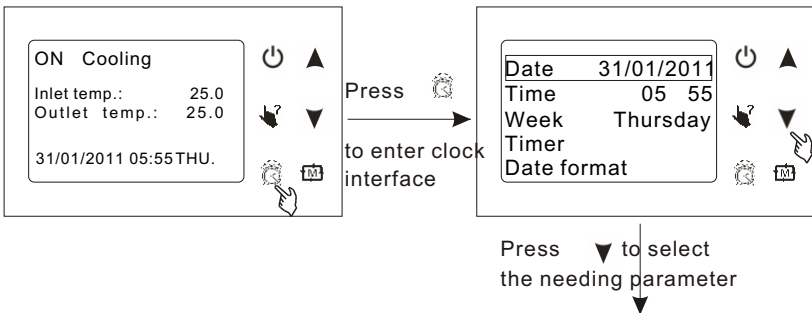 ON Cooling
Inlet temp.: 25.0
Outlet temp.: 25.0
31/01/2011 05:55THU.
M
Press
to enter clock
interface
Date 31/01/2011
Time 05 55
Week Thursday
Timer
Date format
M
Press to select
the needing parameter